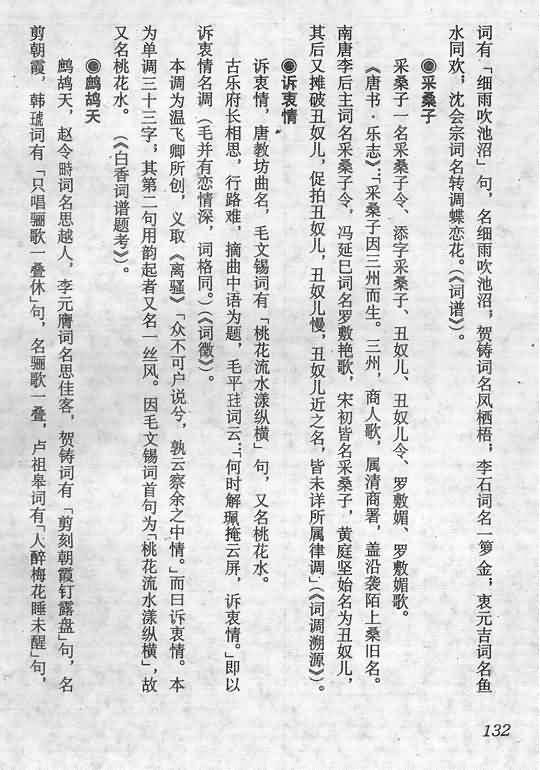 词有「细雨吹池沼」句，名细雨吹池沼，贺铸词名凤栖梧；李石词名一箩金；衷元吉词名鱼
水同欢；沈会宗词名转调蝶恋花。（《词谱》）。
◉采桑子
采桑子一名采桑子令、添字采桑子、丑奴儿、丑奴儿令、罗敷媚、罗敷媚歌。
《唐书·乐志》：「采桑子因三州而生。三州，商人歌，属清商署，盖沿袭陌上桑旧名。
南唐李后主词名采桑子令，冯延巳词名罗敷艳歌，宋初皆名采桑子，黄庭坚始名为丑奴儿，
其后又摊破丑奴儿，促拍丑奴儿，丑奴儿慢，丑奴儿近之名，皆未详所属律调」（《词调溯源》）。
◉诉衷情
诉衷情，唐教坊曲名，毛文锡词有「桃花流水漾纵横」句，又名桃花水。
古乐府长相思，行路难，摘曲中语为题，毛平珪词云：「何时解珮掩云屏，诉衷情。」即以
诉衷情名调（毛并有恋情深，词格同。）（《词徵》）。
本调为温飞卿所创，义取《离骚》「众不可户说兮，孰云察余之中情。」而曰诉衷情。本
为单调三十三字；其第二句用韵起者又名一丝风。因毛文锡词首句为「桃花流水漾纵横」，故
又名桃花水。（《白香词谱题考》）。
◉鹧鸪天
鹧鸪天，赵令畤词名思越人，李元膺词名思佳客，贺铸词有「剪刻朝霞钉露盘」句，名
剪朝霞，韩琥词有「只唱骊歌一叠休」句，名骊歌一叠，卢祖皋词有「人醉梅花睡未醒」句，
132